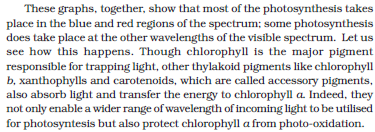 These graphs, together, show that most of the photosynthesis takes
place in the blue and red regions of the spectrum; some photosynthesis
does take place at the other wavelengths of the visible spectrum. Let us
see how this happens. Though chlorophyll is the major pigment
responsible for trapping light, other thylakoid pigments like chlorophyll
b, xanthophylls and carotenoids, which are called accessory pigments,
also absorb light and transfer the energy to chlorophyll a. Indeed, they
not only enable a wider range of wavelength of incoming light to be utilised
for photosyntesis but also protect chlorophyll a from photo-oxidation.